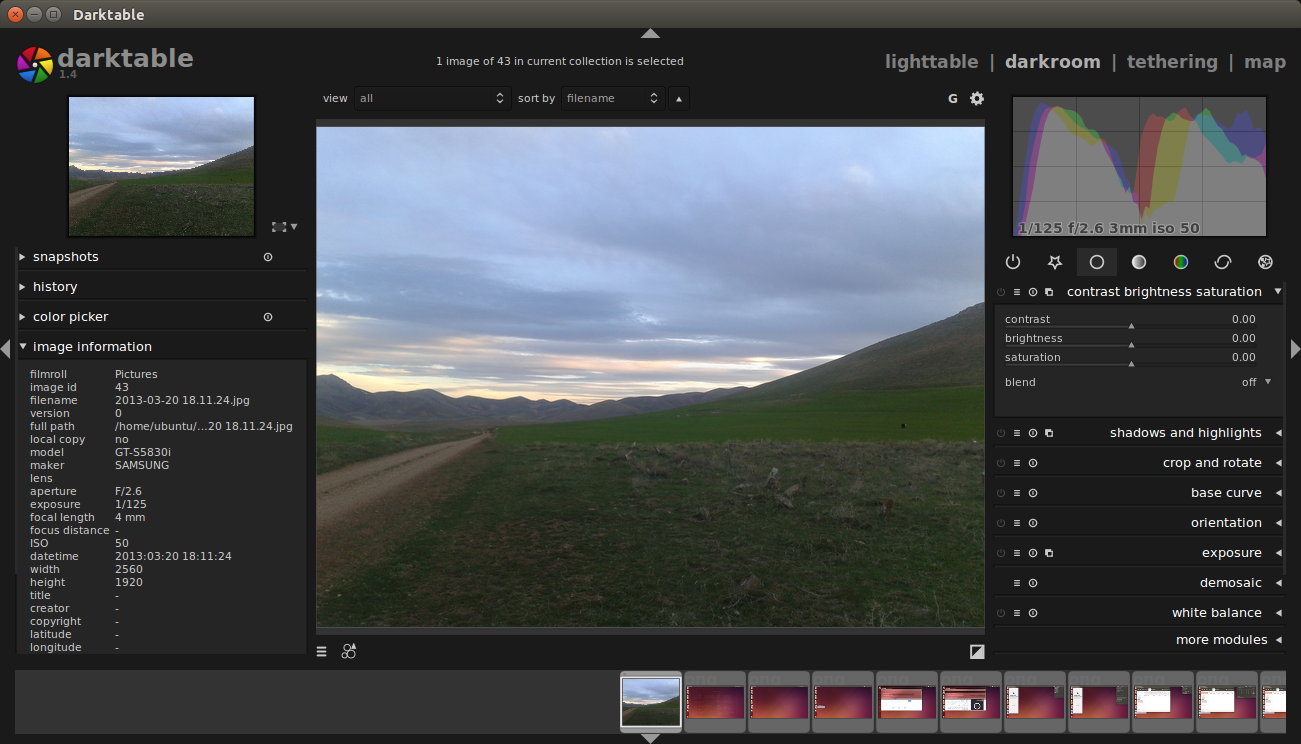 Darktable
darktable
1.4
1 image of 43 in current collection is selected
lighttable | darkroom | tethering | map
view all sort by filename
G
1/125 f/2.6 3mm iso 50
snapshots
history
color picker
image information
filmroll Pictures
image id 43
filename 2013-03-20 18.11.24.jpg
version 0
full path /home/ubuntu/...20 18.11.24.jpg
local copy no
model GT-S5830i
maker SAMSUNG
lens
aperture F/2.6
exposure 1/125
focal length 4 mm
focus distance -
ISO 50
datetime 2013:03:20 18:11:24
width 2560
height 1920
title -
creator -
copyright -
latitude -
longitude -
contrast brightness saturation
contrast 0.00
brightness 0.00
saturation 0.00
blend off
shadows and highlights
crop and rotate
base curve
orientation
exposure
demosaic
white balance
more modules